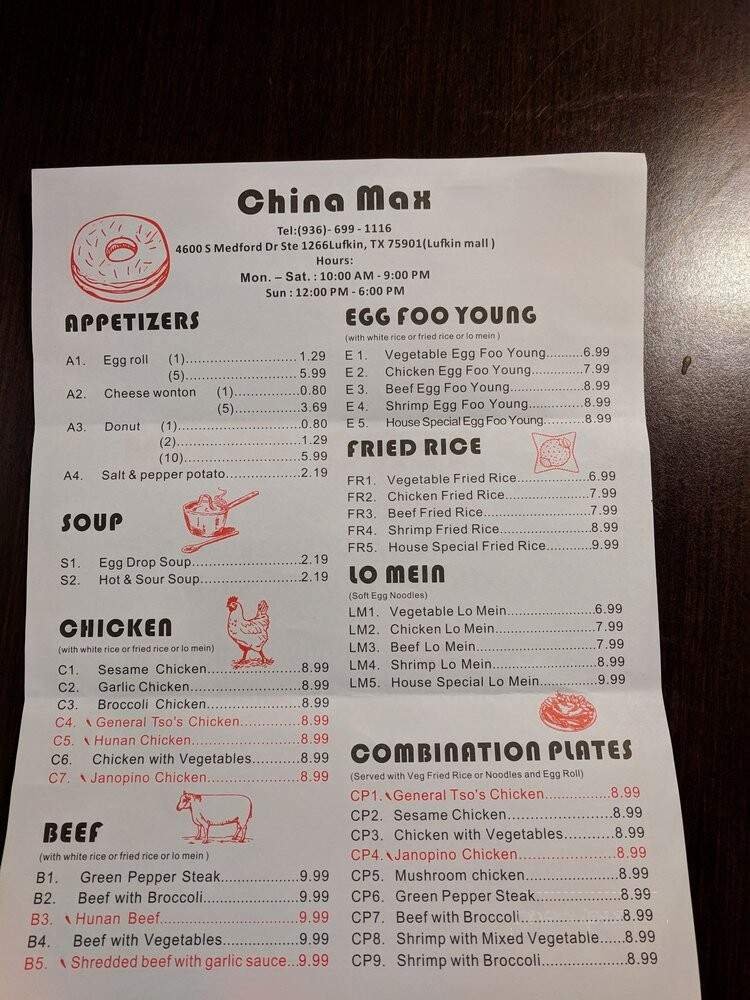 China Max
Tel:(936)- 699 - 1116
4600 S Medford Dr Ste 1266Lufkin, TX 75901(Lufkin mall )
Hours:
Mon. – Sat. : 10:00 AM - 9:00 PM
Sun : 12:00 PM - 6:00 PM
APPETIZERS
A1. Egg roll (1)...........................1.29
(5)...........................5.99
A2. Cheese wonton (1)................0.80
(5)................3.69
A3. Donut (1)............................0.80
(2)............................1.29
(10)............................5.99
A4. Salt & pepper potato..................2.19
SOUP
S1. Egg Drop Soup.......................2.19
S2. Hot & Sour Soup.....................2.19
CHICKEN
(with white rice or fried rice or lo mein)
C1. Sesame Chicken....................8.99
C2. Garlic Chicken.......................8.99
C3. Broccoli Chicken....................8.99
C4. General Tso's Chicken.............8.99
C5. Hunan Chicken......................8.99
C6. Chicken with Vegetables..........8.99
C7. Janopino Chicken...................8.99
BEEF
(with white rice or fried rice or lo mein )
B1. Green Pepper Steak................9.99
B2. Beef with Broccoli...................9.99
B3. Hunan Beef...........................9.99
B4. Beef with Vegetables...............9.99
B5. Shredded beef with garlic sauce...9.99
EGG FOO YOUNG
(with white rice or fried rice or lo mein )
E 1. Vegetable Egg Foo Young.........6.99
E 2. Chicken Egg Foo Young............7.99
E 3. Beef Egg Foo Young................8.99
E 4. Shrimp Egg Foo Young.............8.99
E 5. House Special Egg Foo Young.......8.99
FRIED RICE
FR1. Vegetable Fried Rice..................6.99
FR2. Chicken Fried Rice....................7.99
FR3. Beef Fried Rice........................7.99
FR4. Shrimp Fried Rice.....................8.99
FR5. House Special Fried Rice...........9.99
LO MEIN
(Soft Egg Noodles)
LM1. Vegetable Lo Mein....................6.99
LM2. Chicken Lo Mein.......................7.99
LM3. Beef Lo Mein...........................7.99
LM4. Shrimp Lo Mein........................8.99
LM5. House Special Lo Mein..............9.99
COMBINATION PLATES
(Served with Veg Fried Rice or Noodles and Egg Roll)
CP1. General Tso's Chicken..............8.99
CP2. Sesame Chicken......................8.99
CP3. Chicken with Vegetables...........8.99
CP4. Janopino Chicken....................8.99
CP5. Mushroom chicken...................8.99
CP6. Green Pepper Steak.................8.99
CP7. Beef with Broccoli....................8.99
CP8. Shrimp with Mixed Vegetable......8.99
CP9. Shrimp with Broccoli.................8.99